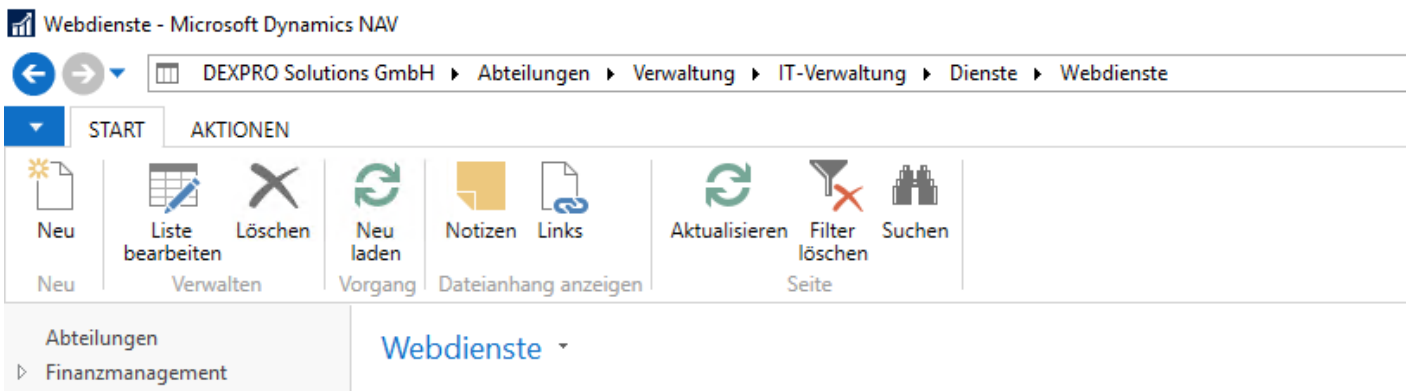 Webdienste - Microsoft Dynamics NAV
DEXPRO Solutions GmbH Abteilungen Verwaltung IT-Verwaltung Dienste Webdienste
START AKTIONEN
Neu Liste bearbeiten Löschen Neu laden Notizen Links Aktualisieren Filter löschen Suchen
Neu Verwalten Vorgang Dateianhang anzeigen Seite
Abteilungen
Finanzmanagement
Webdienste